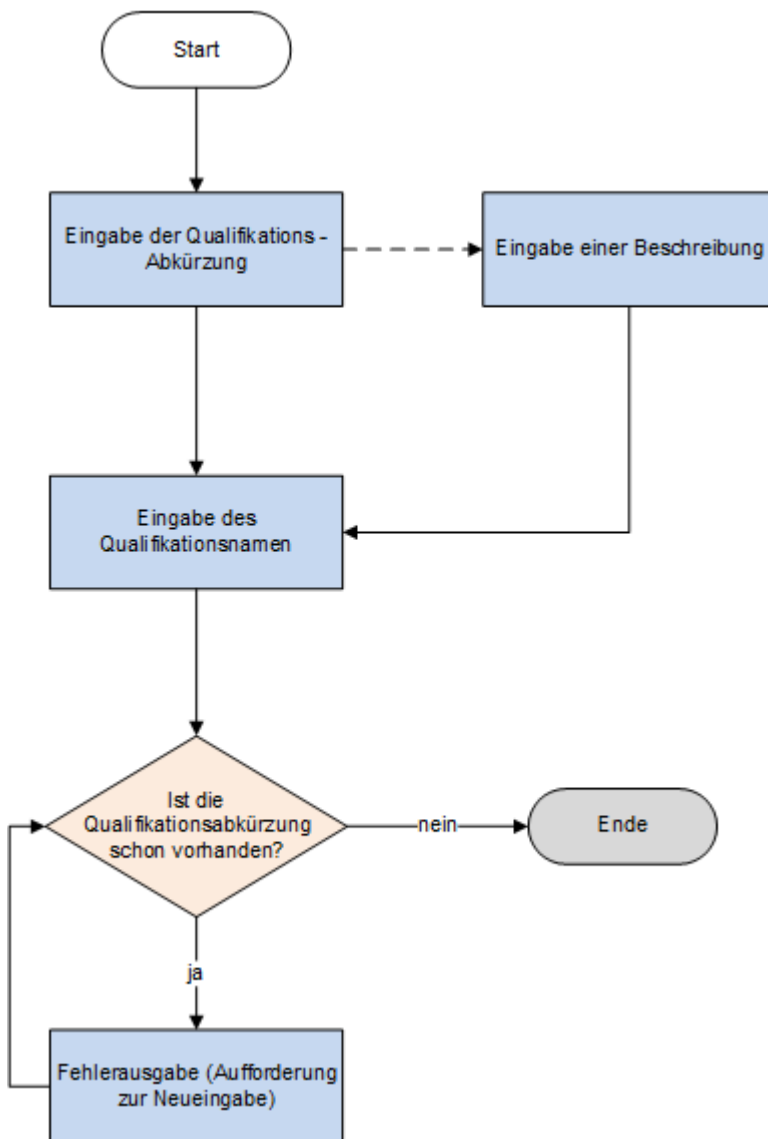 Start
Eingabe der Qualifikations -
Abkürzung
Eingabe einer Beschreibung
Eingabe des
Qualifikationsnamen
Ist die
Qualifikationsabkürzung
schon vorhanden?
nein
Ende
ja
Fehlerausgabe (Aufforderung
zur Neueingabe)